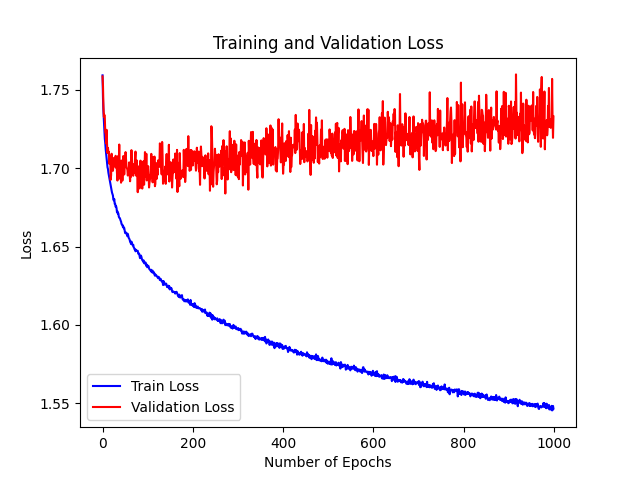 Training and Validation Loss
1.75
1.70
1.65
1.60
1.55
Loss
Train Loss
Validation Loss
0 200 400 600 800 1000
Number of Epochs